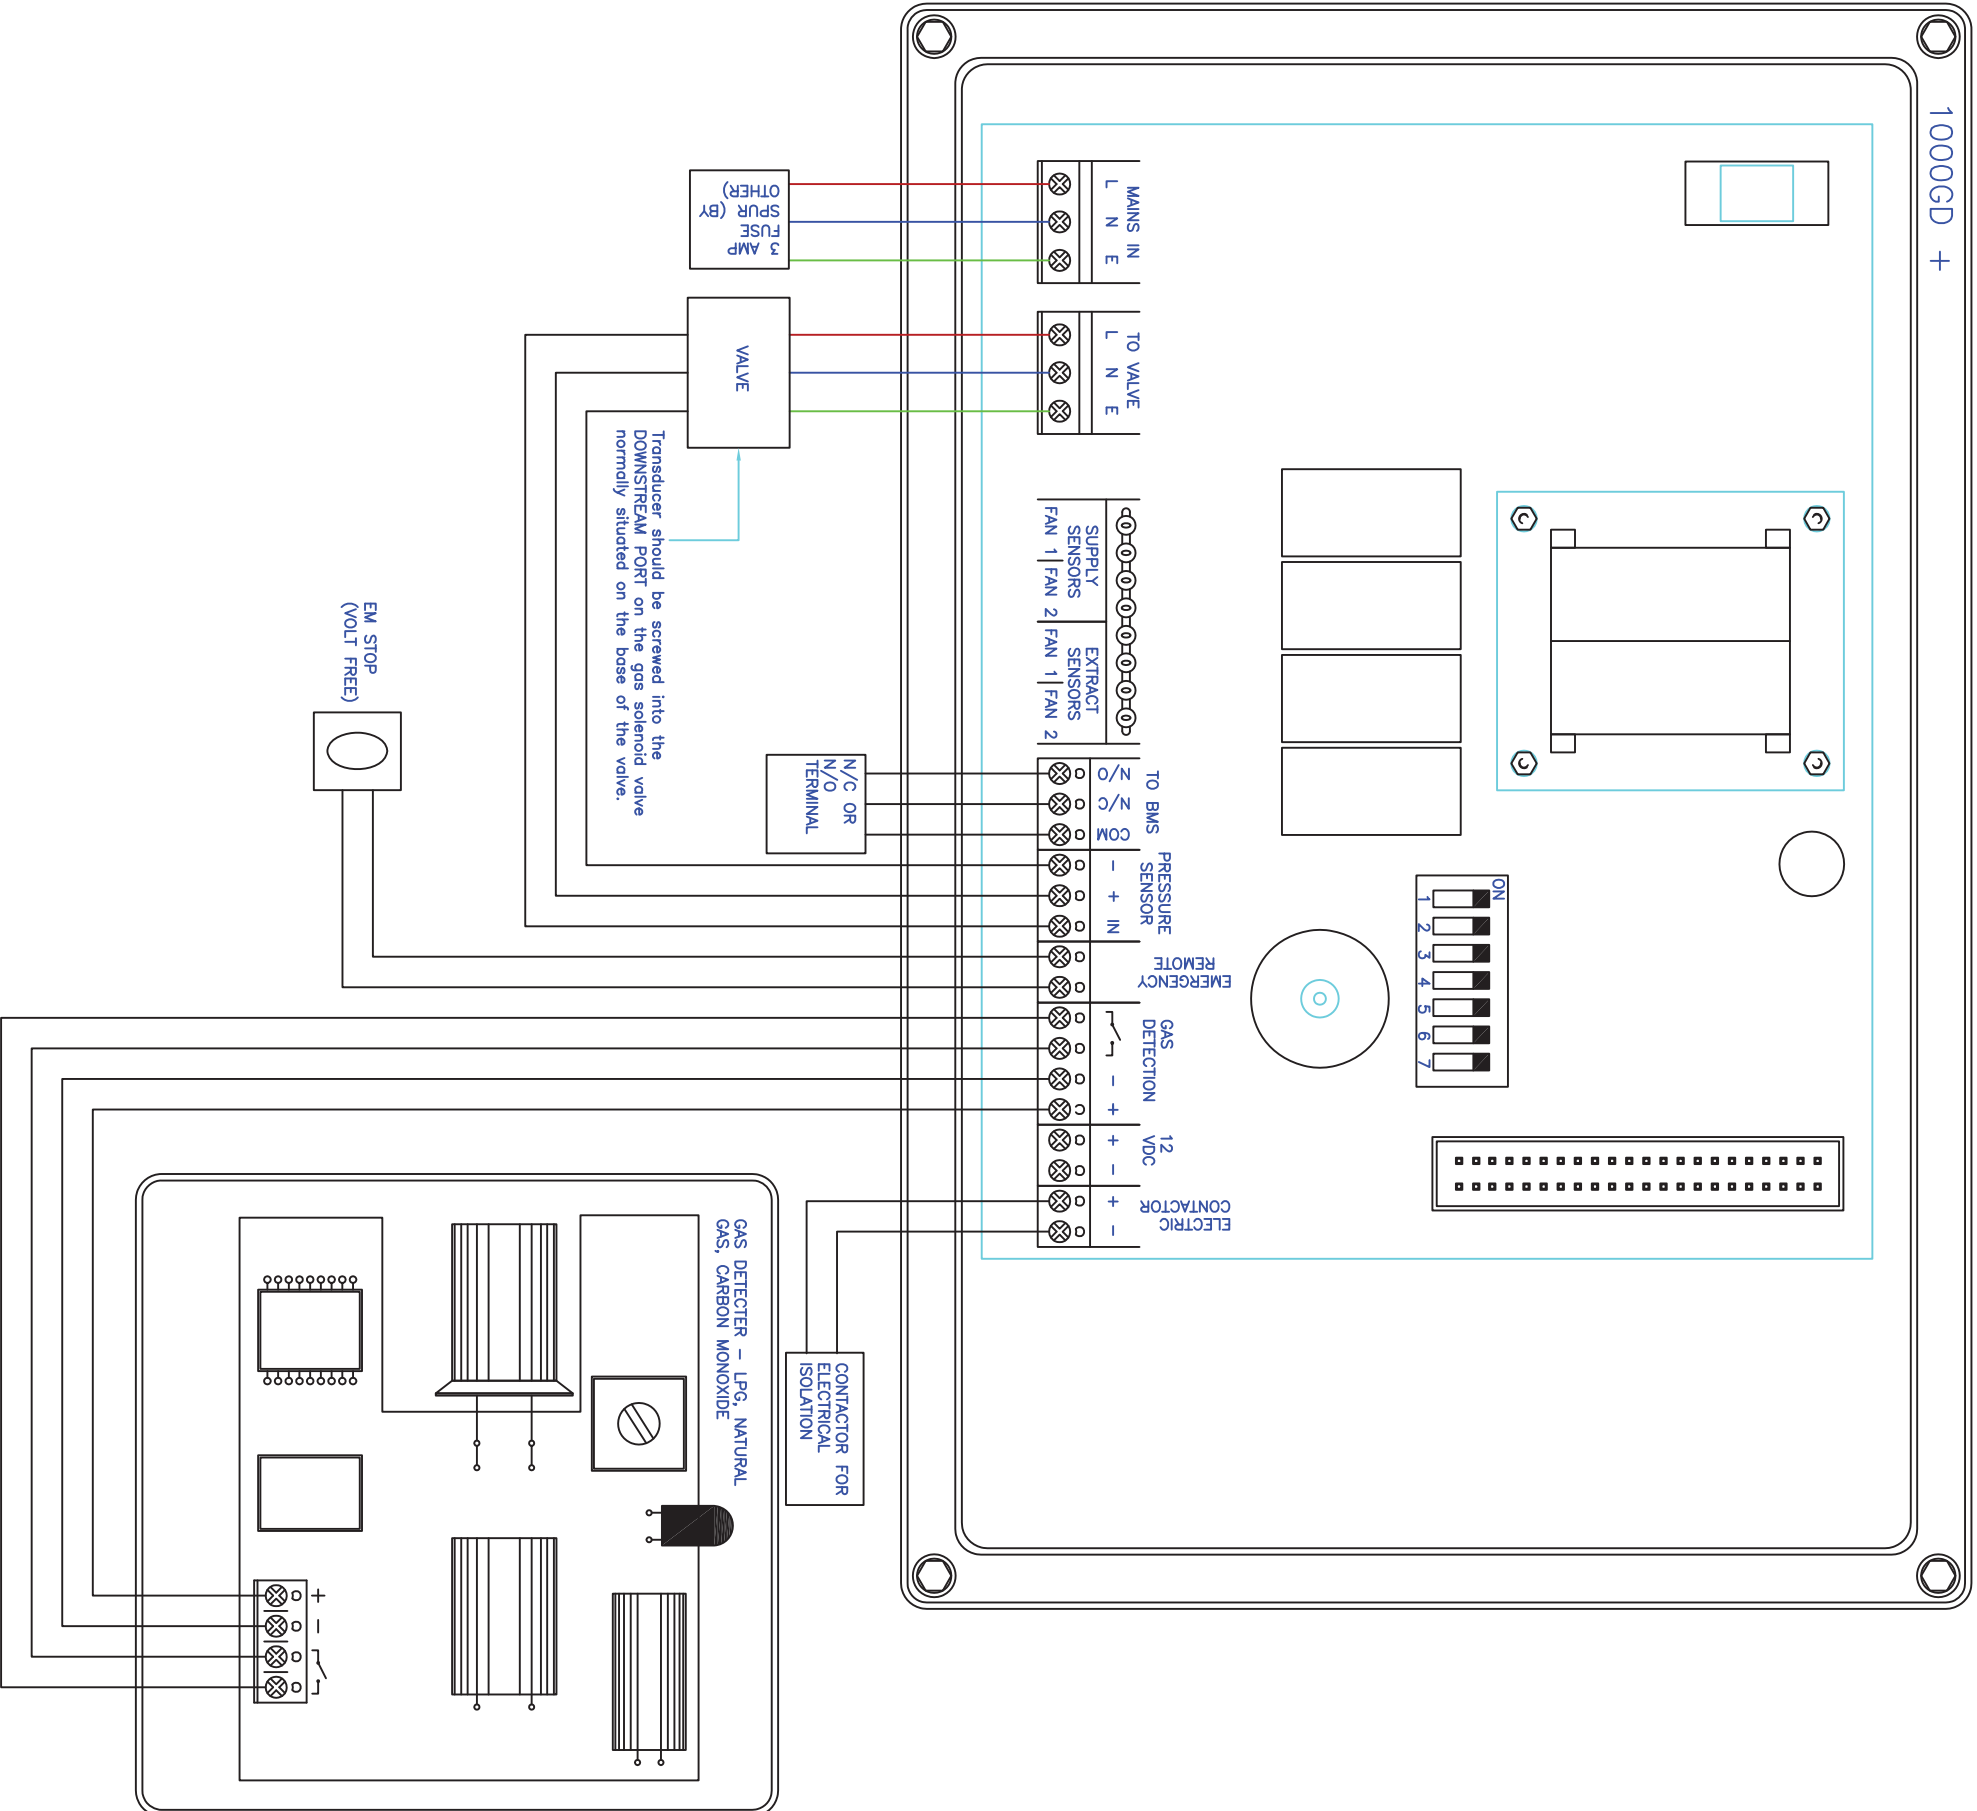 1000GD +
MAINS IN
L N E
3 AMP
FUSE
SPUR (BY
OTHER)
TO VALVE
L N E
VALVE
Transducer should be screwed into the
DOWNSTREAM PORT on the gas solenoid valve
normally situated on the base of the valve.
SUPPLY
SENSORS
FAN 1 FAN 2
EXTRACT
SENSORS
FAN 1 FAN 2
EM STOP
(VOLT FREE)
TO BMS
N/O
N/C
COM
N/C OR
N/O
TERMINAL
PRESSURE
SENSOR
- + IN
EMERGENCY
REMOTE
GAS
DETECTION
- +
12
VDC
+ -
ELECTRIC
CONTACTOR
+ -
ON
1 2 3 4 5 6 7
CONTACTOR FOR
ELECTRICAL
ISOLATION
GAS DETECTER - LPG, NATURAL
GAS, CARBON MONOXIDE
+ -